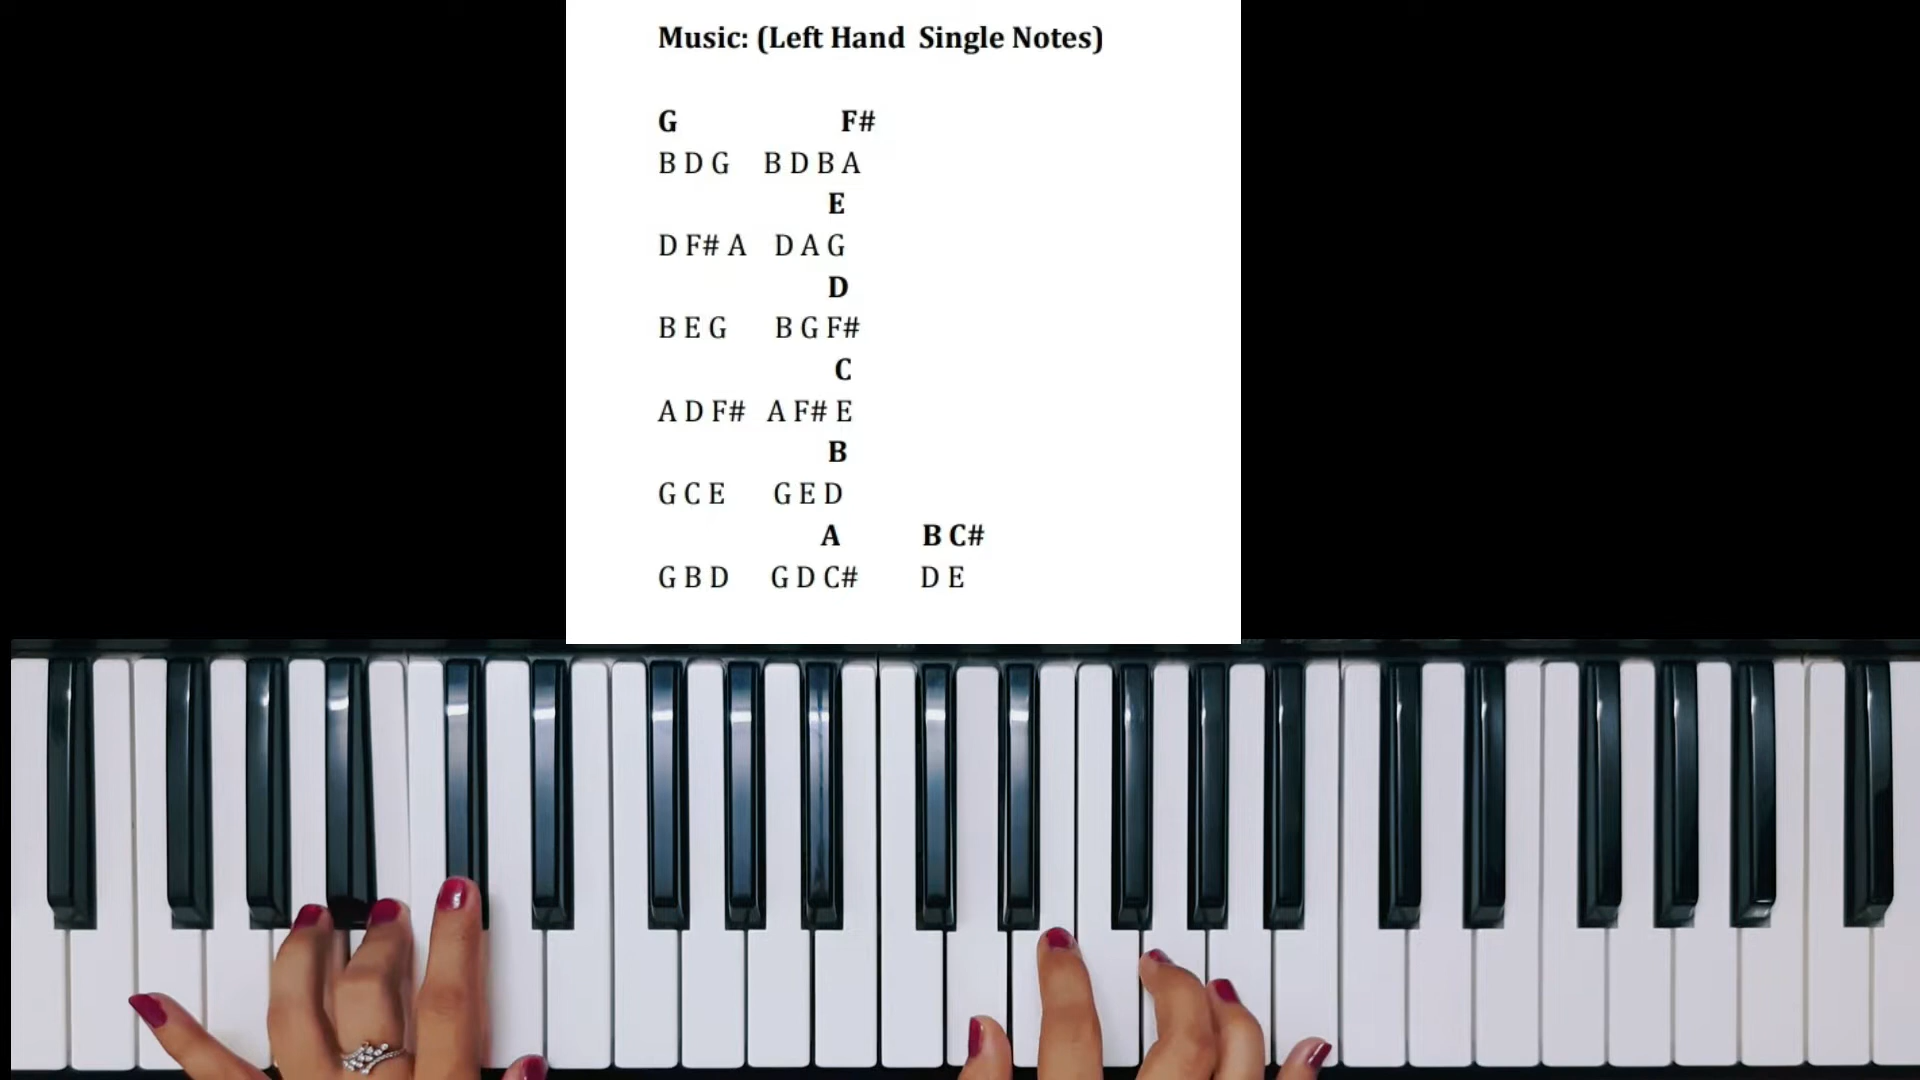 Music: (Left Hand Single Notes)
G F#
B D G B D B A
E
D F# A D A G
D
B E G B G F#
C
A D F# A F# E
B
G C E G E D
A B C#
G B D G D C# D E